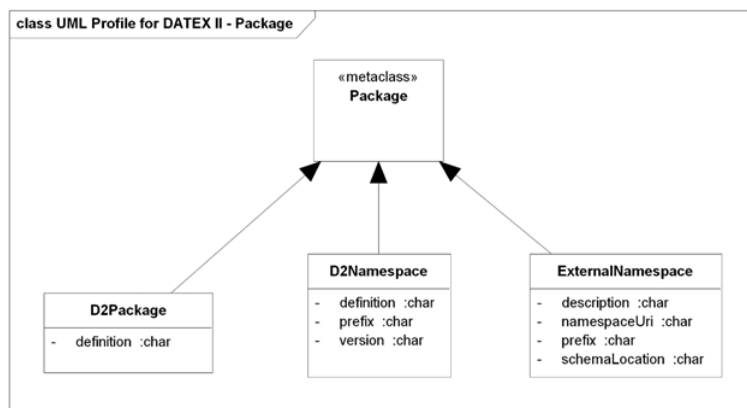 class UML Profile for DATEX II - Package
«metaclass»
Package
D2Package
- definition :char
D2Namespace
- definition :char
- prefix :char
- version :char
ExternalNamespace
- description :char
- namespaceUri :char
- prefix :char
- schemaLocation :char